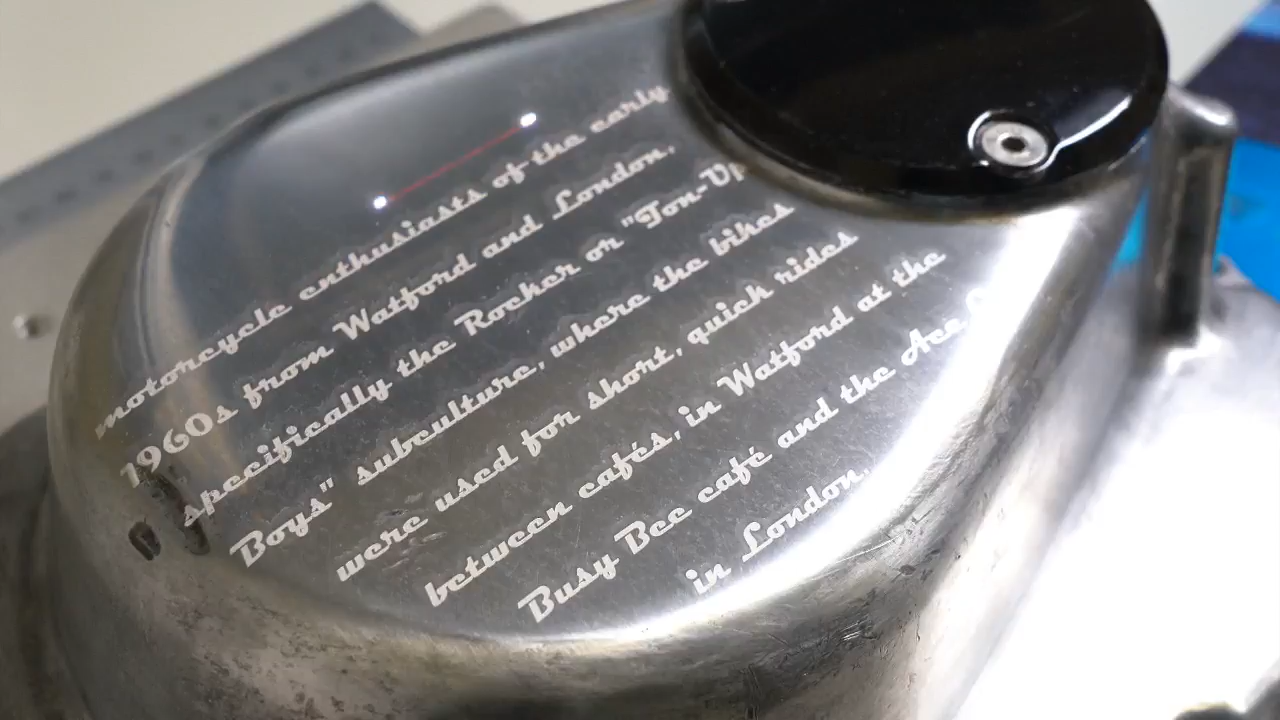 motorcycle enthusiasts of the early
1960s from Watford and London,
specifically the Rocker or "Ton-Up
Boys" subculture, where the bikes
were used for short, quick rides
between cafés, in Watford at the
Busy Bee café and the Ace
in London.